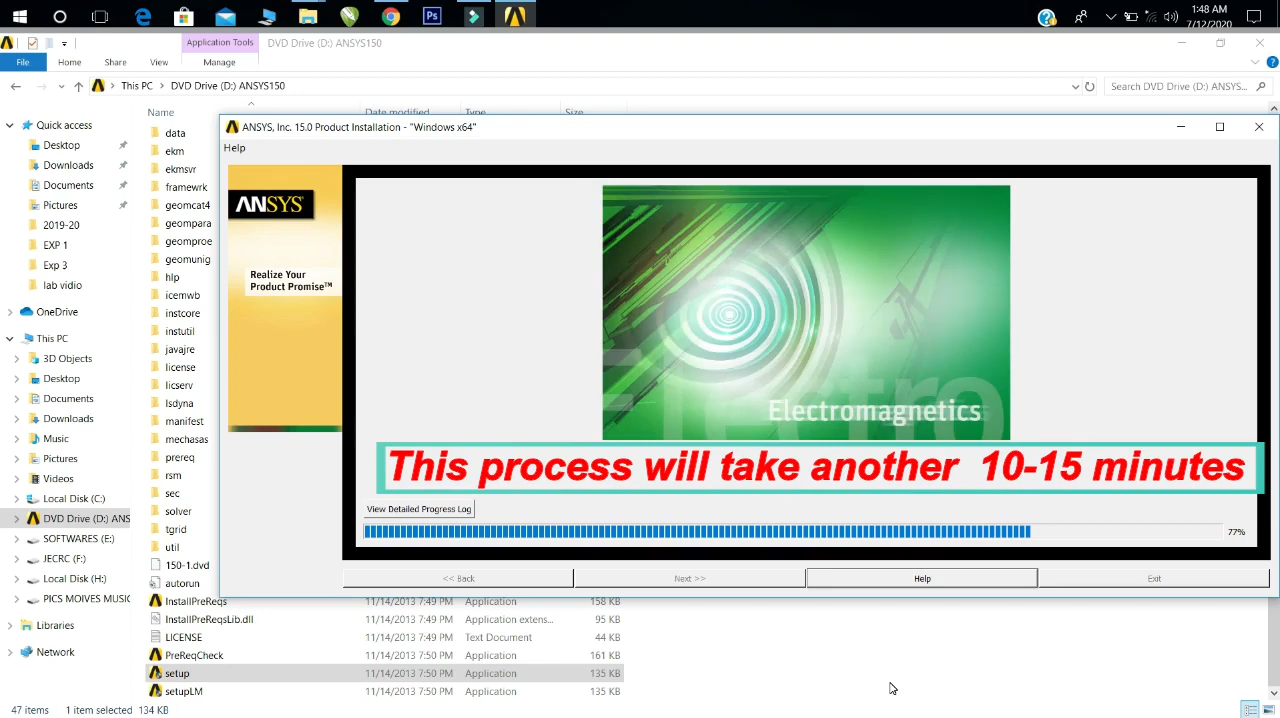 1:48 AM
7/12/2020
Application Tools
DVD Drive (D:) ANSYS150
File
Home
Share
View
Manage
This PC
DVD Drive (D:) ANSYS150
Search DVD Drive (D:) ANSYS...
Name
Date modified
Type
Size
Quick access
Desktop
Downloads
Documents
Pictures
2019-20
EXP 1
Exp 3
lab vidio
OneDrive
This PC
3D Objects
Desktop
Documents
Downloads
Music
Pictures
Videos
Local Disk (C:)
DVD Drive (D:) ANS
SOFTWARES (E:)
JECRC (F:)
Local Disk (H:)
PICS MOIVES MUSIC
Libraries
Network
data
ekm
ekmsvr
framewrk
geomcat4
geompara
geomproe
geomunig
hlp
icemwb
instcore
instutil
javajre
license
licserv
lsdyna
manifest
mechasas
prereq
rsm
sec
solver
tgrid
util
150-1.dvd
autorun
InstallPreReqs 11/14/2013 7:49 PM Application 158 KB
InstallPreReqsLib.dll 11/14/2013 7:49 PM Application extens... 95 KB
LICENSE 11/14/2013 7:49 PM Text Document 44 KB
PreReqCheck 11/14/2013 7:50 PM Application 161 KB
setup 11/14/2013 7:50 PM Application 135 KB
setupLM 11/14/2013 7:50 PM Application 135 KB
47 items 1 item selected 134 KB
ANSYS, Inc. 15.0 Product Installation - "Windows x64"
Help
ANSYS
Realize Your
Product Promise™
Electro
Electromagnetics
This process will take another 10-15 minutes
View Detailed Progress Log
77%
<< Back
Next >>
Help
Exit